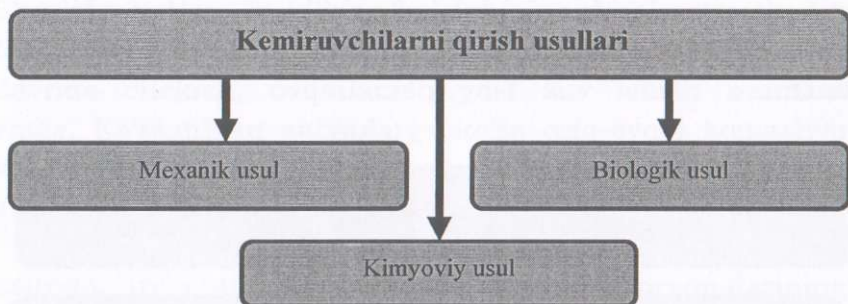 Kemiruvchilarni qirish usullari
Mexanik usul
Biologik usul
Kimyoviy usul